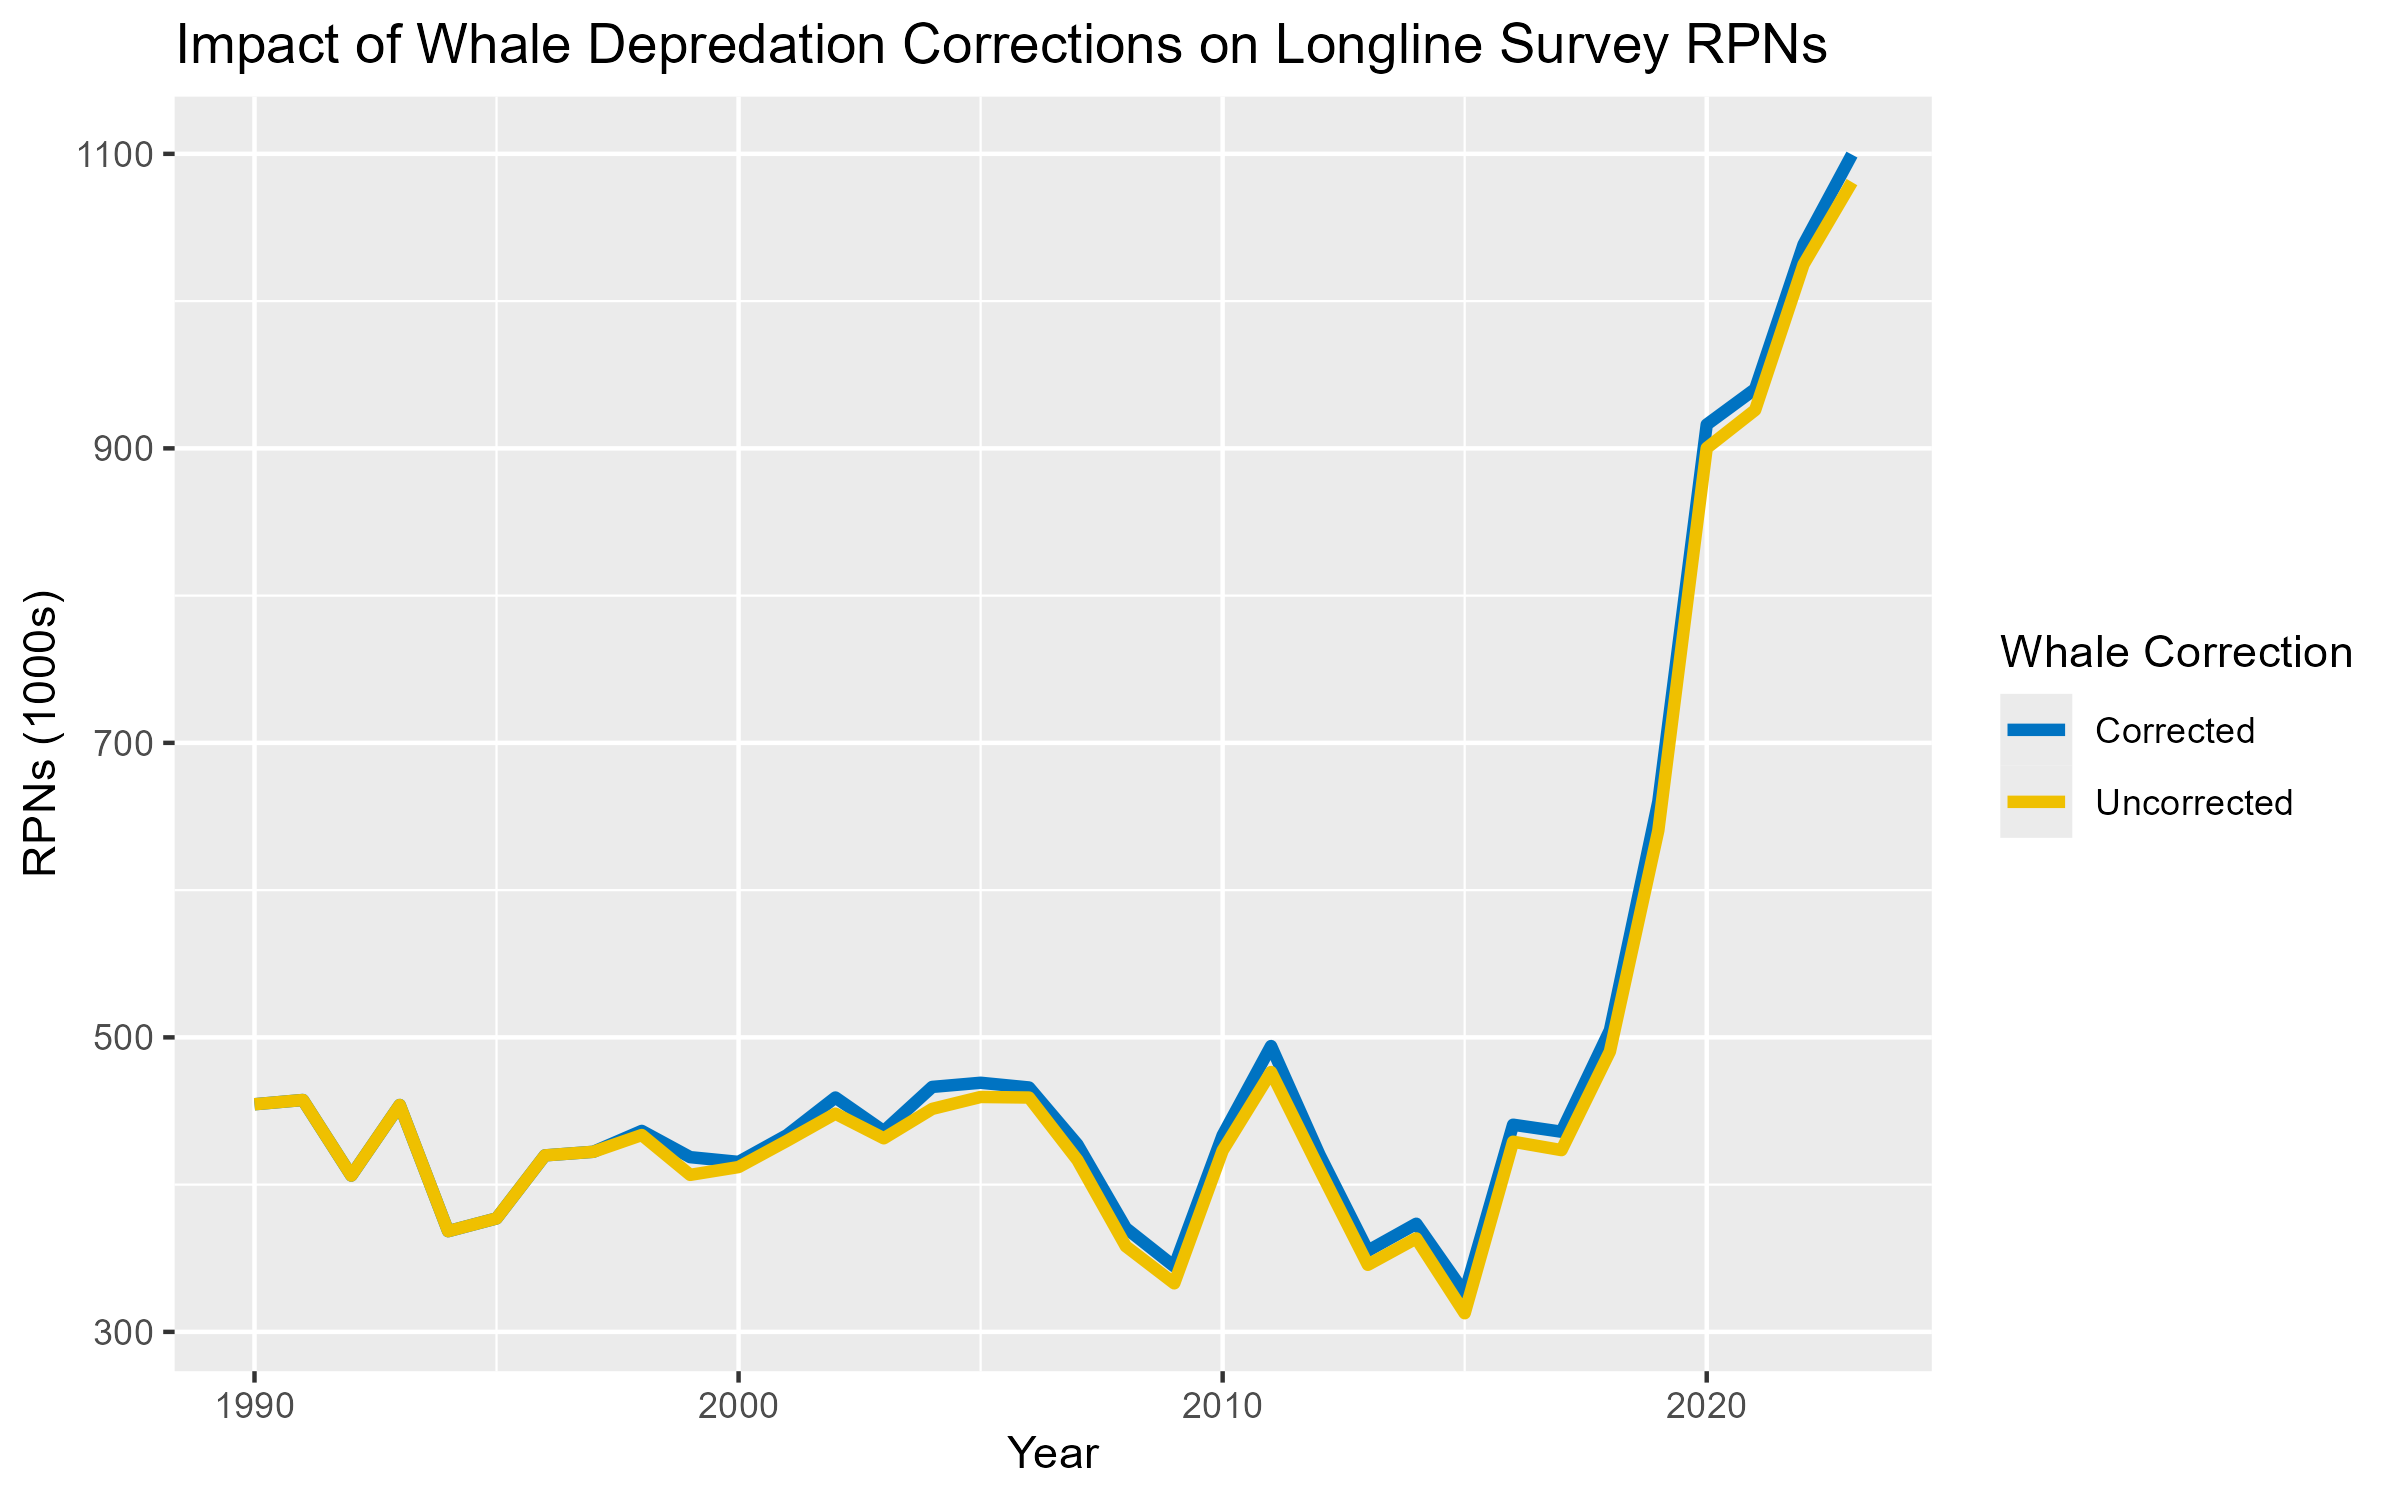 Impact of Whale Depredation Corrections on Longline Survey RPNs
1100
900
700
500
300
RPNs (1000s)
1990
2000
2010
2020
Year
Whale Correction
Corrected
Uncorrected